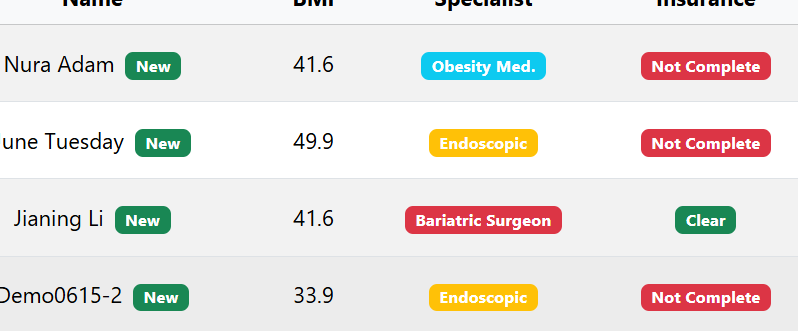 Name BMI Specialist Insurance
Nura Adam New 41.6 Obesity Med. Not Complete
June Tuesday New 49.9 Endoscopic Not Complete
Jianing Li New 41.6 Bariatric Surgeon Clear
Demo0615-2 New 33.9 Endoscopic Not Complete